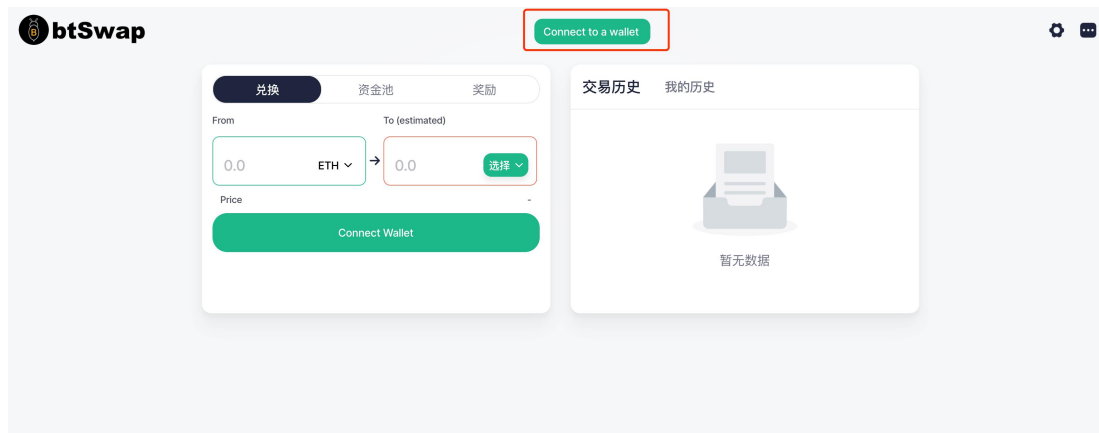 btSwap
Connect to a wallet
兑换 资金池 奖励
From To (estimated)
0.0 ETH 0.0 选择
Price -
Connect Wallet
交易历史 我的历史
暂无数据